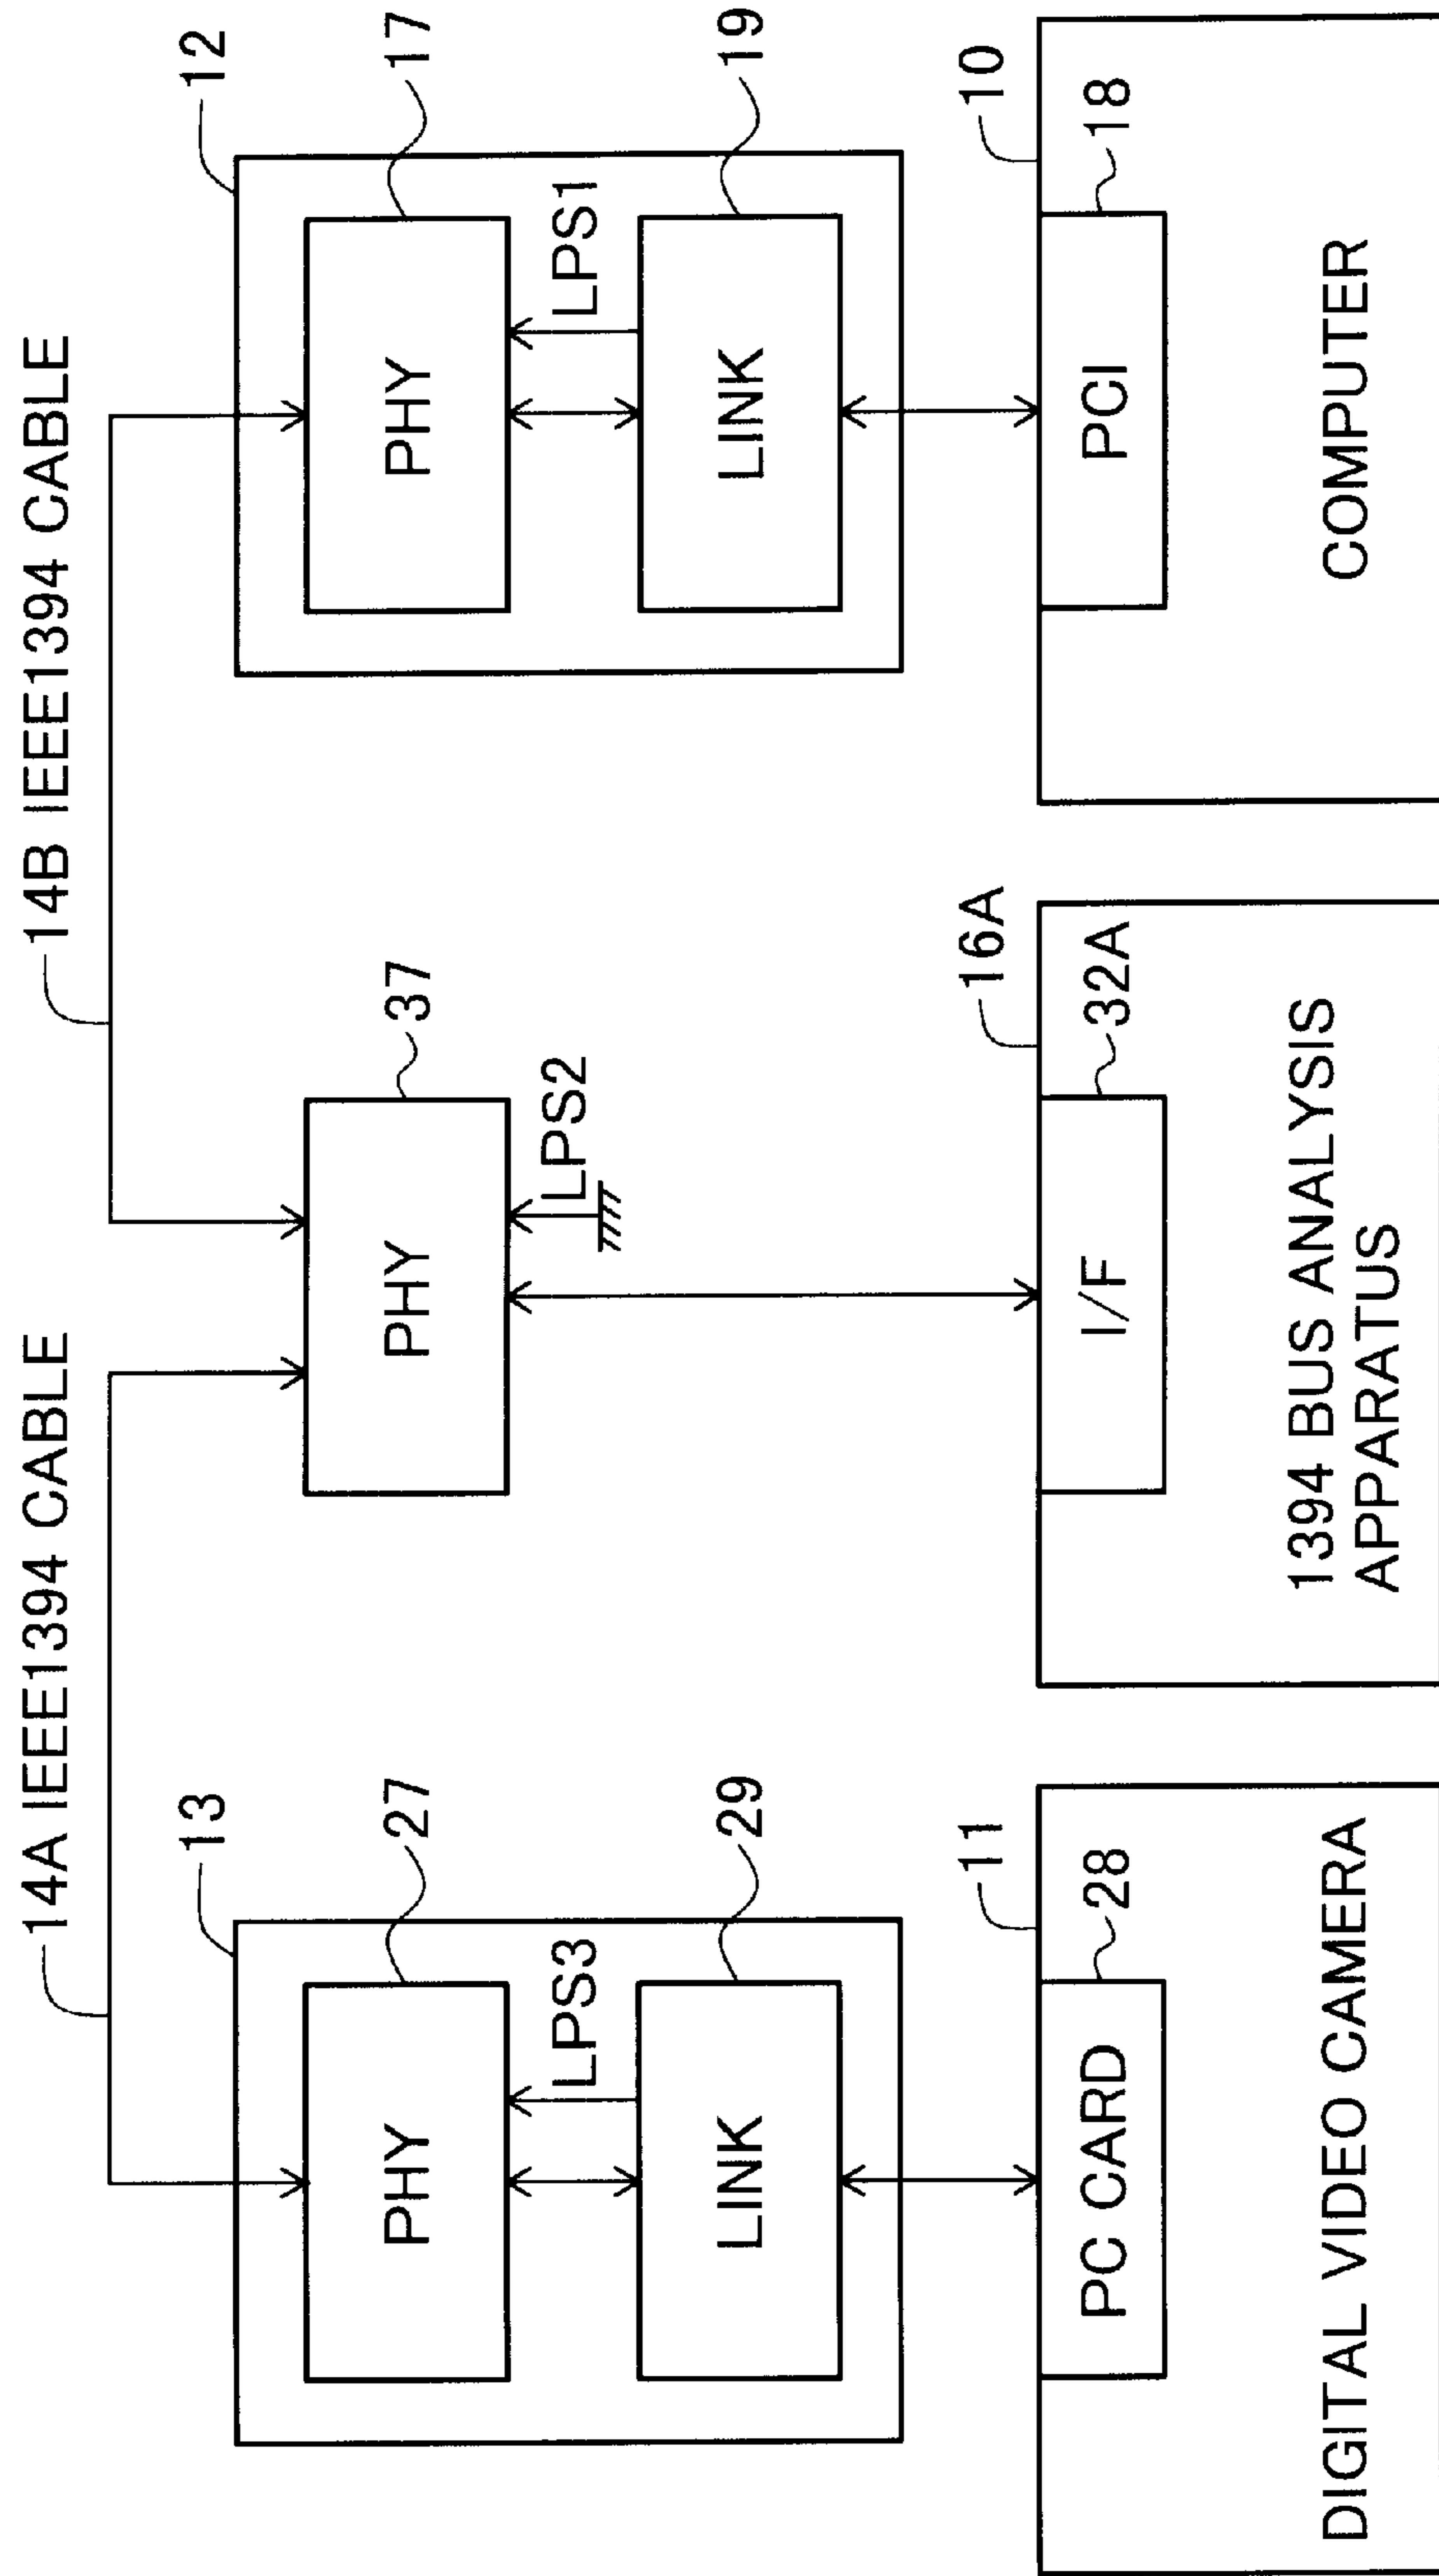 14A IEEE1394 CABLE
14B IEEE1394 CABLE
13
12
27
37
17
PHY
PHY
PHY
LPS3
LPS2
LPS1
29
19
LINK
LINK
11
16A
10
28
32A
18
PC CARD
I/F
PCI
DIGITAL VIDEO CAMERA
1394 BUS ANALYSIS
APPARATUS
COMPUTER